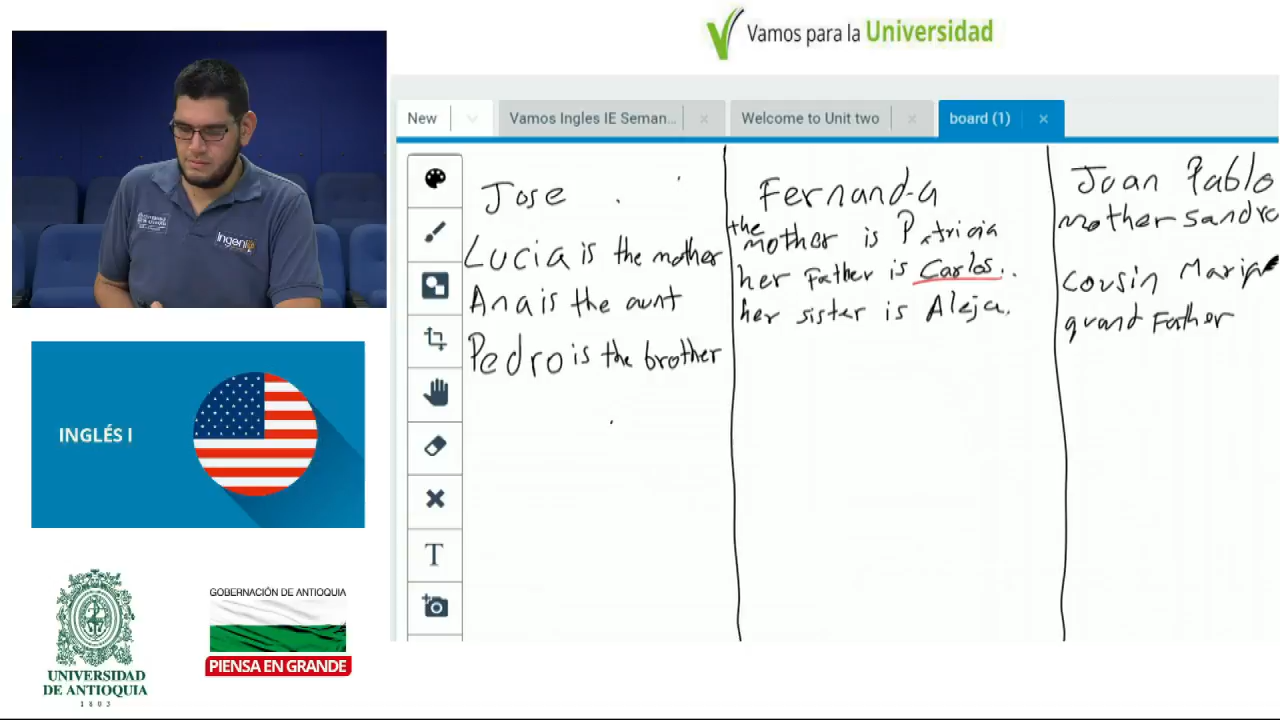 Vamos para la Universidad
New
Vamos Ingles IE Seman...
Welcome to Unit two
board (1)
Jose
Lucia is the mother
Ana is the aunt
Pedro is the brother
Fernanda
the
mother is Patricia
her Father is Carlos..
her sister is Aleja.
Juan Pablo
mother Sandra
cousin Maria
grand Father
INGLÉS I
UNIVERSIDAD
DE ANTIOQUIA
1803
GOBERNACIÓN DE ANTIOQUIA
PIENSA EN GRANDE
T